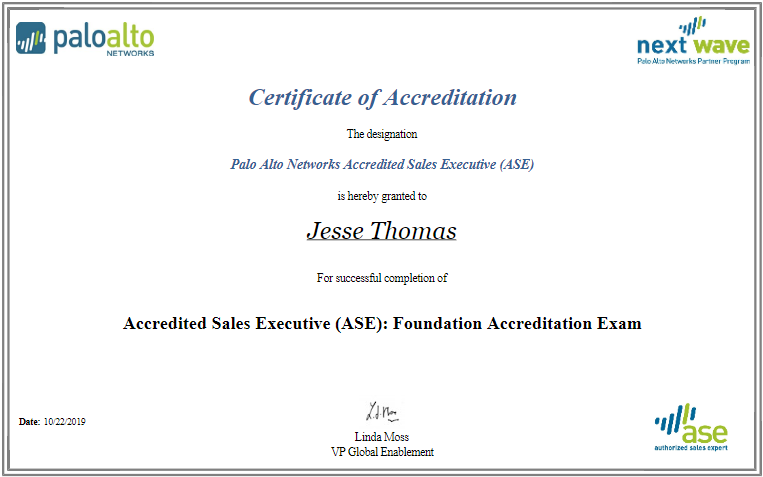 paloalto
NETWORKS
next wave
Palo Alto Networks Partner Program
Certificate of Accreditation
The designation
Palo Alto Networks Accredited Sales Executive (ASE)
is hereby granted to
Jesse Thomas
For successful completion of
Accredited Sales Executive (ASE): Foundation Accreditation Exam
Date: 10/22/2019
Linda Moss
VP Global Enablement
ase
authorized sales expert